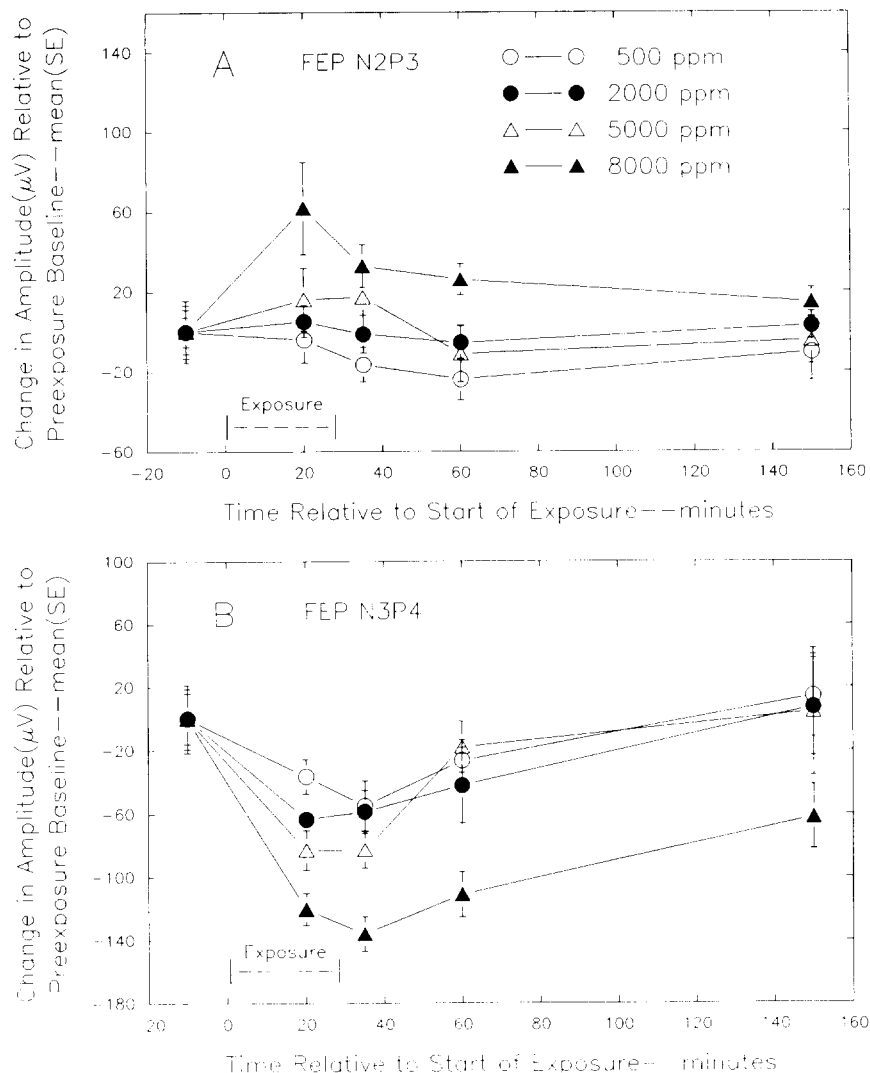 A FEP N2P3
500 ppm
2000 ppm
5000 ppm
8000 ppm
Change in Amplitude(μV) Relative to
Preexposure Baseline--mean(SE)
140
100
60
20
-20
-60
Exposure
-20 0 20 40 60 80 100 120 140 160
Time Relative to Start of Exposure--minutes
B FEP N3P4
Change in Amplitude(μV) Relative to
Preexposure Baseline--mean(SE)
100
60
20
-20
-60
-100
-140
-180
Exposure
20 0 20 40 60 80 100 120 140 160
Time Relative to Start of Exposure- minutes